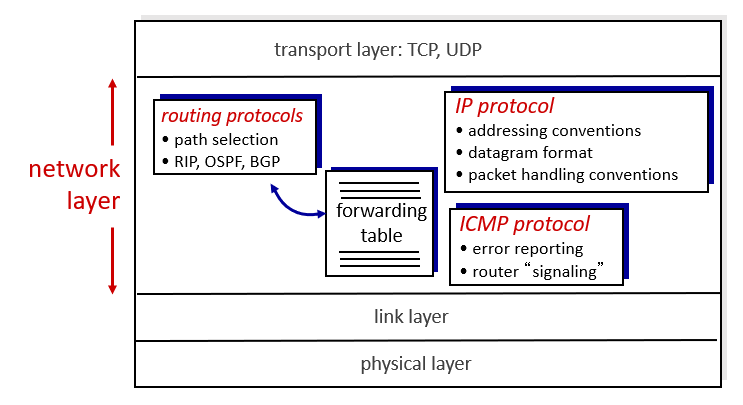 transport layer: TCP, UDP
network
layer
routing protocols
• path selection
• RIP, OSPF, BGP
forwarding
table
IP protocol
• addressing conventions
• datagram format
• packet handling conventions
ICMP protocol
• error reporting
• router “signaling”
link layer
physical layer